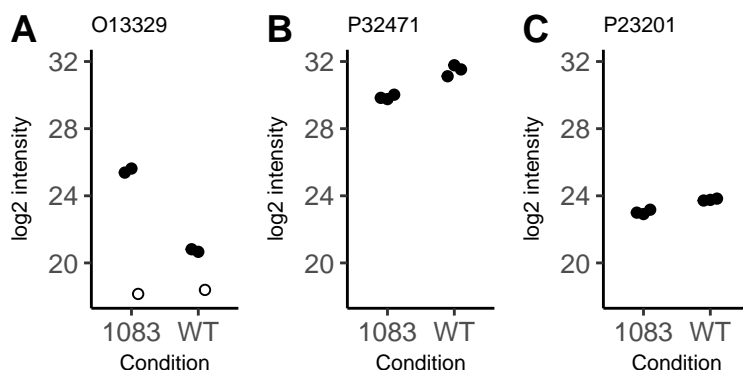 A O13329
log2 intensity
32
28
24
20
1083 WT
Condition
B P32471
log2 intensity
32
28
24
20
1083 WT
Condition
C P23201
log2 intensity
32
28
24
20
1083 WT
Condition